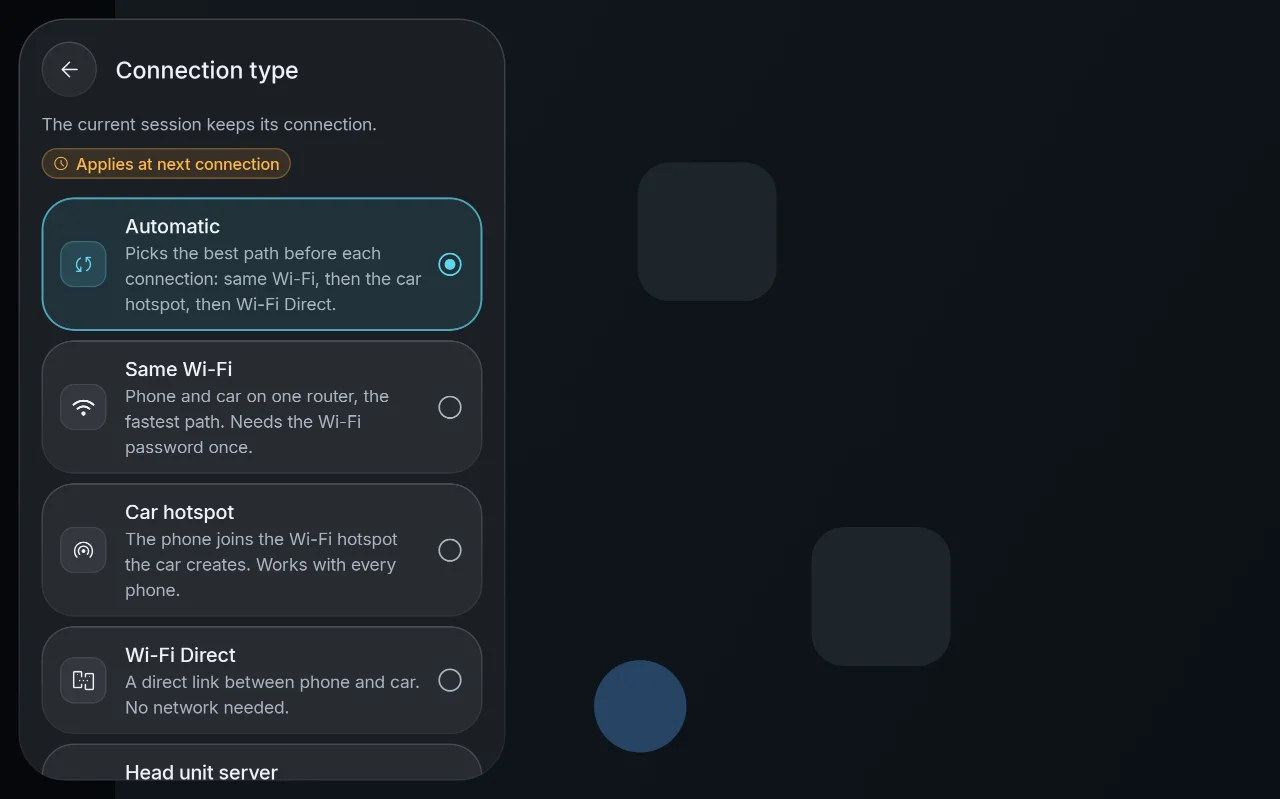 Connection type
The current session keeps its connection.
Applies at next connection
Automatic
Picks the best path before each
connection: same Wi-Fi, then the car
hotspot, then Wi-Fi Direct.
Same Wi-Fi
Phone and car on one router, the
fastest path. Needs the Wi-Fi
password once.
Car hotspot
The phone joins the Wi-Fi hotspot
the car creates. Works with every
phone.
Wi-Fi Direct
A direct link between phone and car.
No network needed.
Head unit server